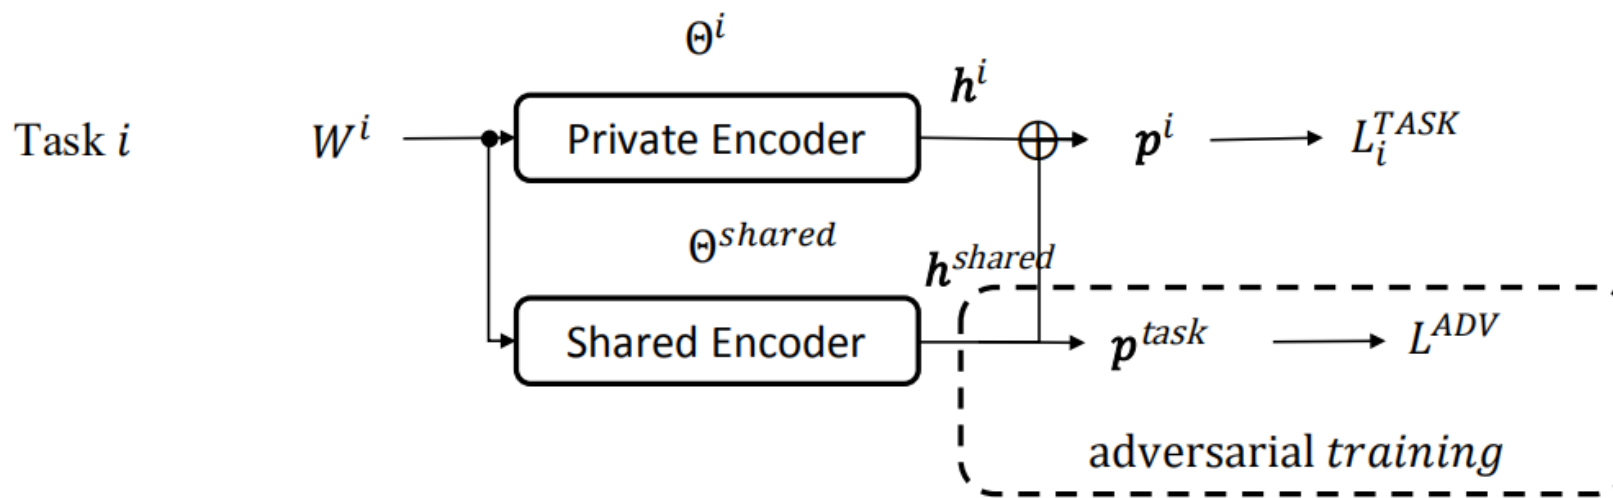 Θ^i
h^i
Task i W^i Private Encoder ⊕ p^i L_i^{TASK}
Θ^{shared}
h^{shared}
Shared Encoder p^{task} L^{ADV}
adversarial training